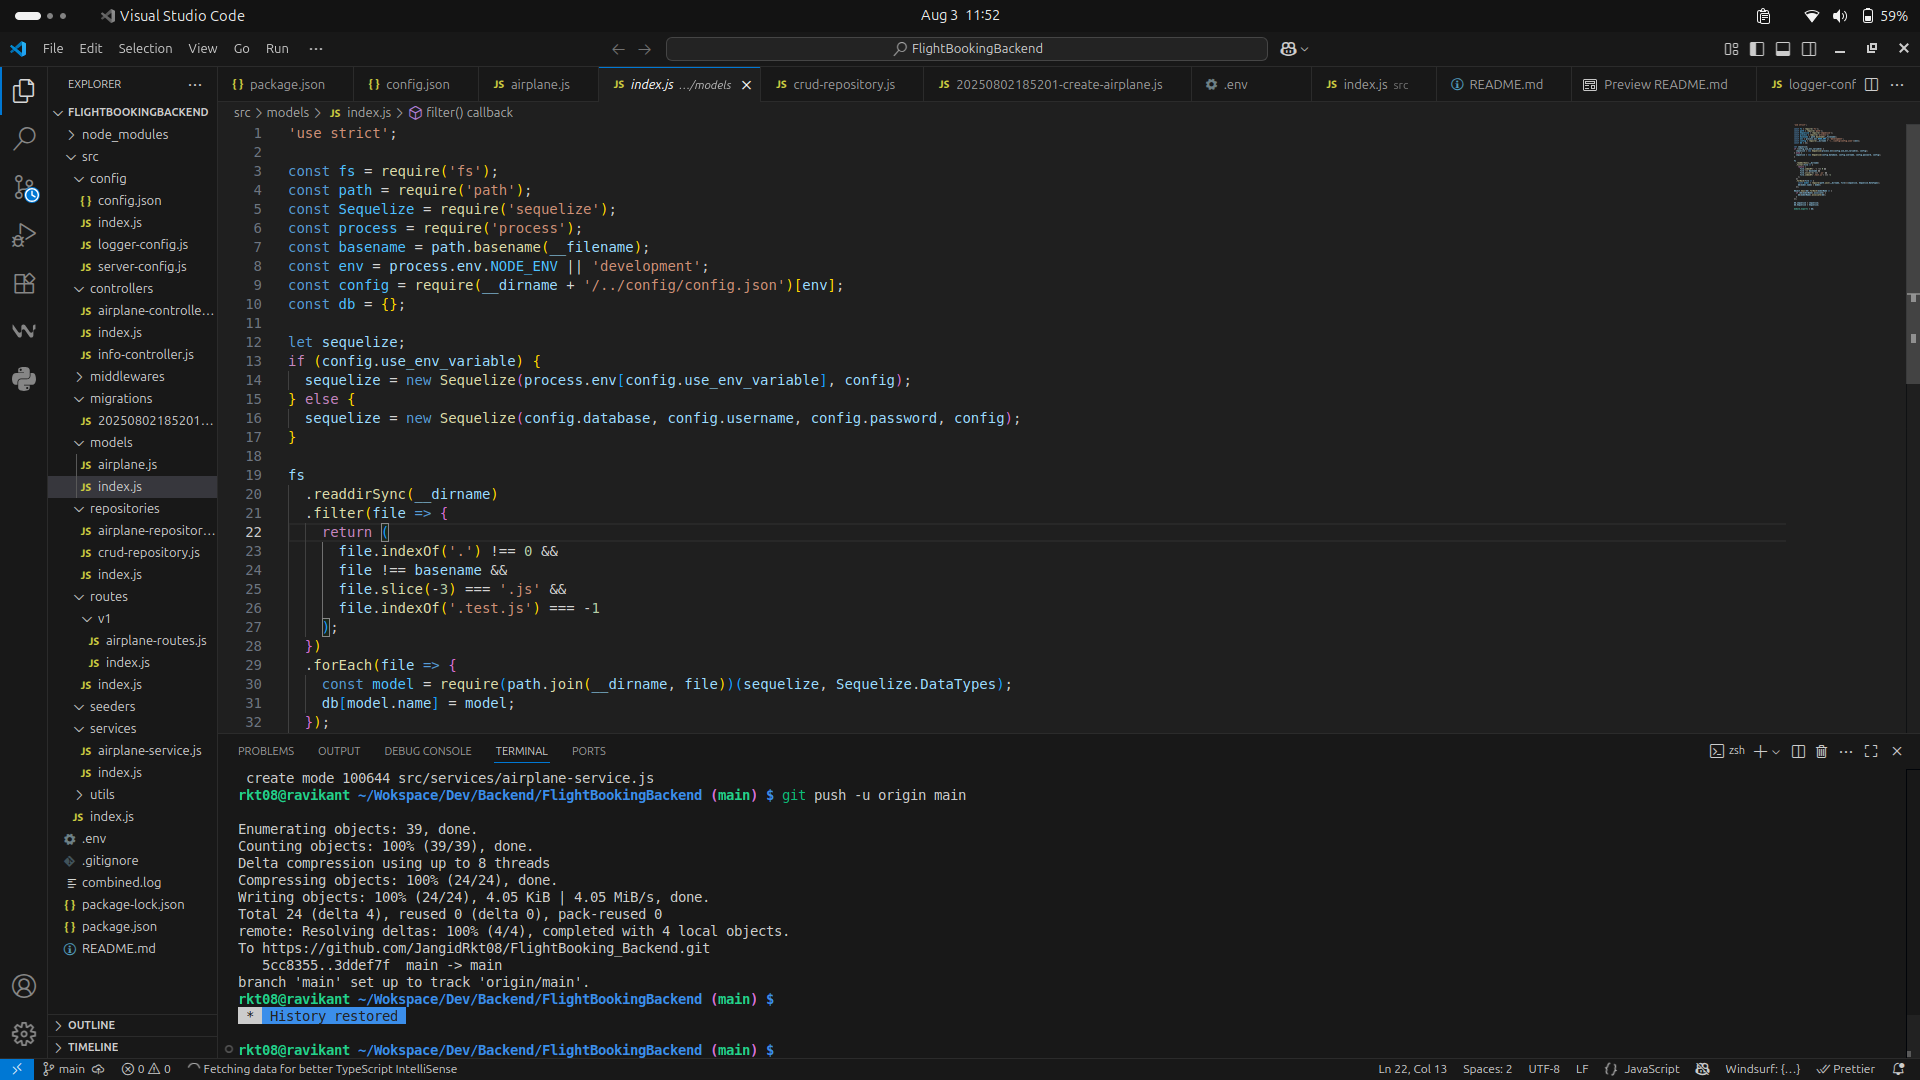 Visual Studio Code
Aug 3 11:52
59%
File Edit Selection View Go Run ···
FlightBookingBackend
EXPLORER
package.json
config.json
airplane.js
index.js .../models
crud-repository.js
20250802185201-create-airplane.js
.env
index.js src
README.md
Preview README.md
logger-conf
src > models > JS index.js > filter() callback
FLIGHTBOOKINGBACKEND
node_modules
src
config
config.json
index.js
logger-config.js
server-config.js
controllers
airplane-controlle...
index.js
info-controller.js
middlewares
migrations
20250802185201...
models
airplane.js
index.js
repositories
airplane-repositor...
crud-repository.js
index.js
routes
v1
airplane-routes.js
index.js
index.js
seeders
services
airplane-service.js
index.js
utils
index.js
.env
.gitignore
combined.log
package-lock.json
package.json
README.md
OUTLINE
TIMELINE
1 'use strict';
2
3 const fs = require('fs');
4 const path = require('path');
5 const Sequelize = require('sequelize');
6 const process = require('process');
7 const basename = path.basename(__filename);
8 const env = process.env.NODE_ENV || 'development';
9 const config = require(__dirname + '/../config/config.json')[env];
10 const db = {};
11
12 let sequelize;
13 if (config.use_env_variable) {
14 sequelize = new Sequelize(process.env[config.use_env_variable], config);
15 } else {
16 sequelize = new Sequelize(config.database, config.username, config.password, config);
17 }
18
19 fs
20 .readdirSync(__dirname)
21 .filter(file => {
22 return (
23 file.indexOf('.') !== 0 &&
24 file !== basename &&
25 file.slice(-3) === '.js' &&
26 file.indexOf('.test.js') === -1
27 );
28 })
29 .forEach(file => {
30 const model = require(path.join(__dirname, file))(sequelize, Sequelize.DataTypes);
31 db[model.name] = model;
32 });
PROBLEMS OUTPUT DEBUG CONSOLE TERMINAL PORTS
zsh
create mode 100644 src/services/airplane-service.js
rkt08@ravikant ~/Wokspace/Dev/Backend/FlightBookingBackend (main) $ git push -u origin main
Enumerating objects: 39, done.
Counting objects: 100% (39/39), done.
Delta compression using up to 8 threads
Compressing objects: 100% (24/24), done.
Writing objects: 100% (24/24), 4.05 KiB | 4.05 MiB/s, done.
Total 24 (delta 4), reused 0 (delta 0), pack-reused 0
remote: Resolving deltas: 100% (4/4), completed with 4 local objects.
To https://github.com/JangidRkt08/FlightBooking_Backend.git
5cc8355..3ddef7f main -> main
branch 'main' set up to track 'origin/main'.
rkt08@ravikant ~/Wokspace/Dev/Backend/FlightBookingBackend (main) $
* History restored
rkt08@ravikant ~/Wokspace/Dev/Backend/FlightBookingBackend (main) $
main 0 0 Fetching data for better TypeScript IntelliSense
Ln 22, Col 13 Spaces: 2 UTF-8 LF {} JavaScript Windsurf: {...} Prettier